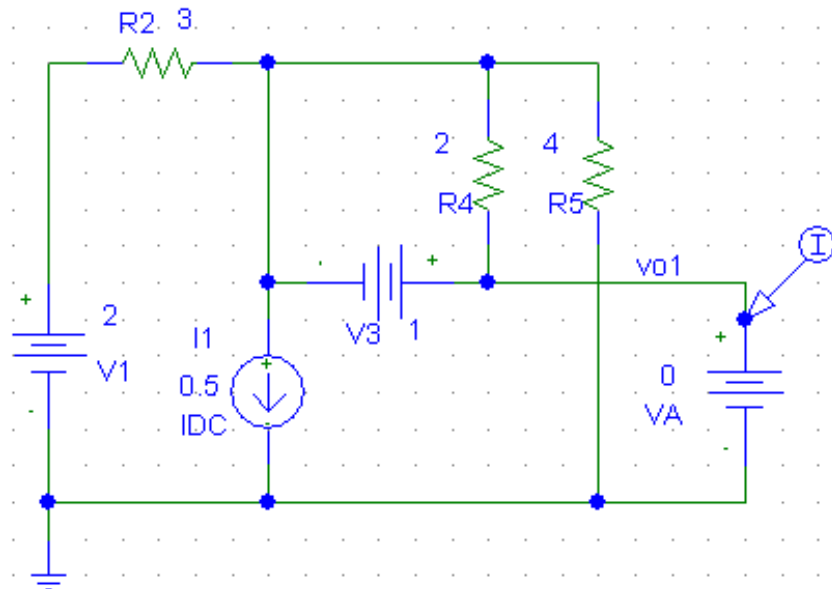 R2 3
2 4
R4 R5
I
vo1
+ - + +
2 V3 1
V1 I1
0.5 + 0
IDC VA
- - -